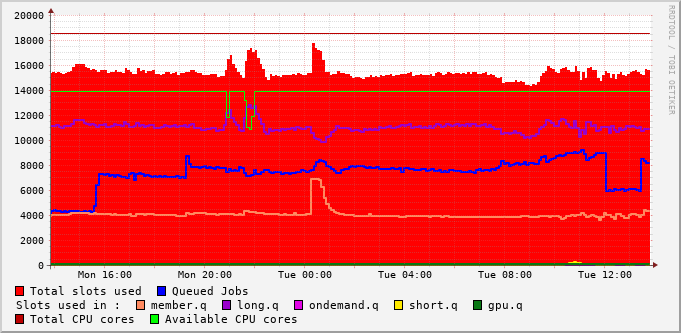 20000
18000
16000
14000
12000
10000
8000
6000
4000
2000
0
Mon 16:00 Mon 20:00 Tue 00:00 Tue 04:00 Tue 08:00 Tue 12:00
Total slots used Queued Jobs
Slots used in : member.q long.q ondemand.q short.q gpu.q
Total CPU cores Available CPU cores
RRDTOOL / TOBI OETIKER